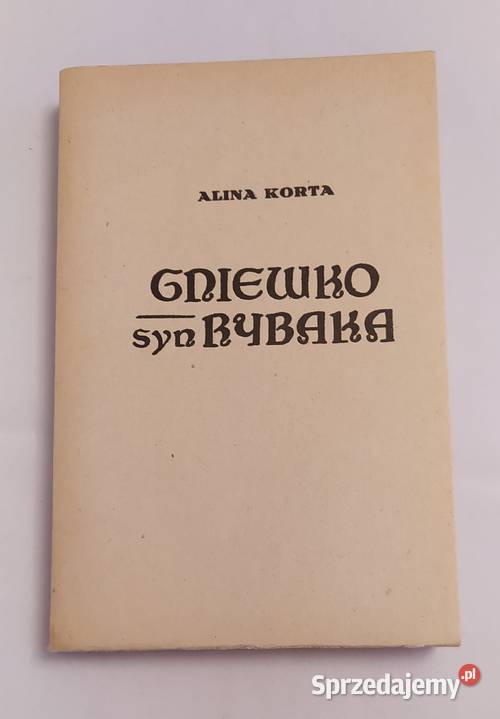 ALINA KORTA
GNIEWKO
syn RYBAKA
Sprzedajemy.pl